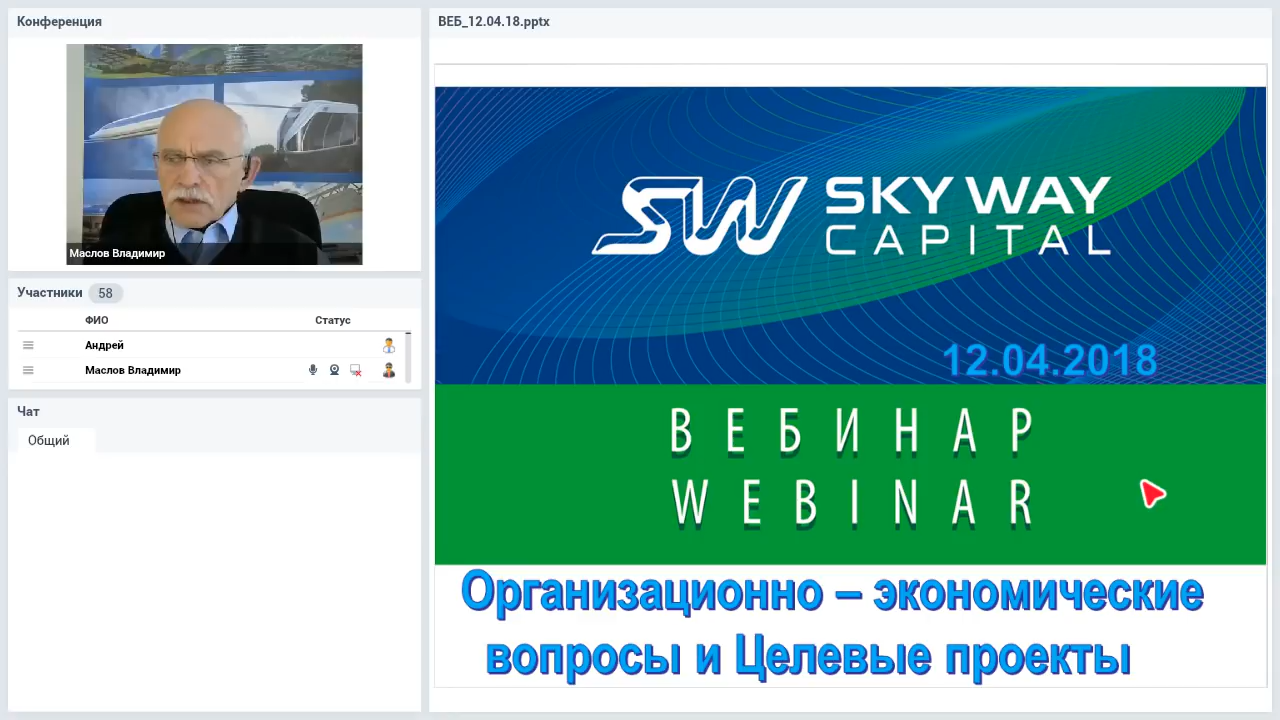 Конференция
Маслов Владимир
Участники 58
ФИО Статус
Андрей
Маслов Владимир
Чат
Общий
ВЕБ_12.04.18.pptx
SW SKY WAY
CAPITAL
12.04.2018
ВЕБИНАР
WEBINAR
Организационно – экономические
вопросы и Целевые проекты